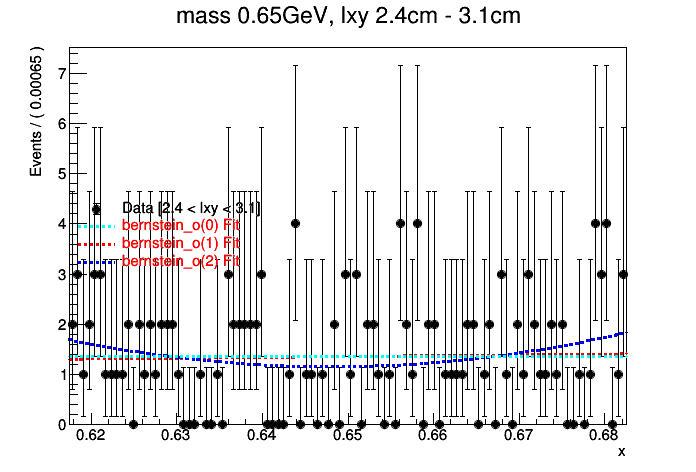 mass 0.65GeV, lxy 2.4cm - 3.1cm
Events / ( 0.00065 )
7
6
5
4
3
2
1
0
Data [2.4 < lxy < 3.1]
bernstein_o(0) Fit
bernstein_o(1) Fit
bernstein_o(2) Fit
0.62 0.63 0.64 0.65 0.66 0.67 0.68
x